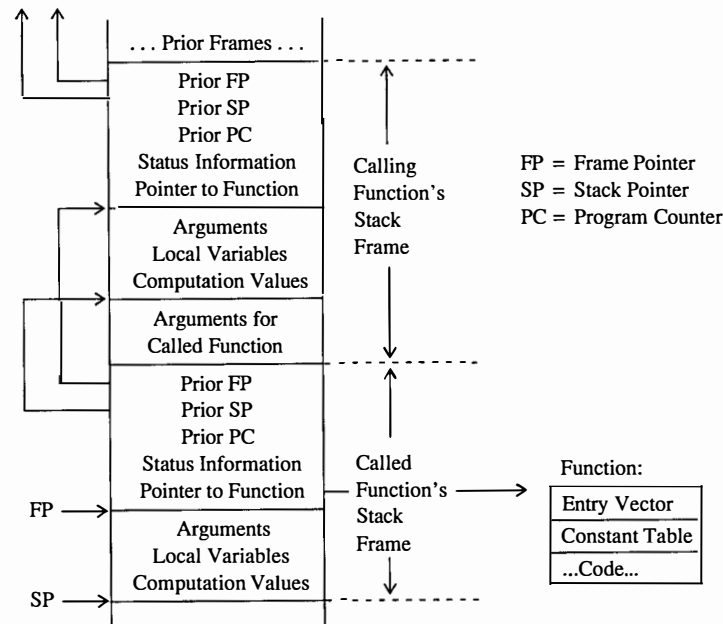 ... Prior Frames ...
Prior FP
Prior SP
Prior PC
Status Information
Pointer to Function
Arguments
Local Variables
Computation Values
Arguments for
Called Function
Prior FP
Prior SP
Prior PC
Status Information
Pointer to Function
FP
Arguments
Local Variables
Computation Values
SP
Calling
Function's
Stack
Frame
Called
Function's
Stack
Frame
FP = Frame Pointer
SP = Stack Pointer
PC = Program Counter
Function:
Entry Vector
Constant Table
...Code...